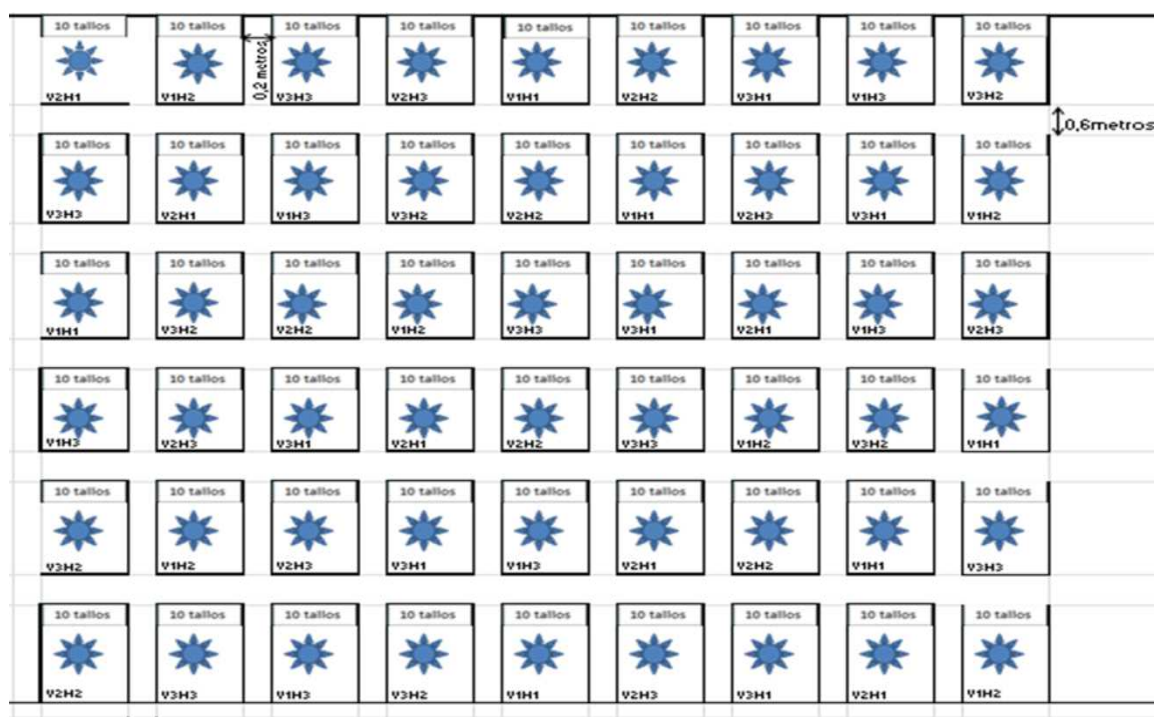 10 tallos 10 tallos 10 tallos 10 tallos 10 tallos 10 tallos 10 tallos 10 tallos 10 tallos
0,2 metros
V2H1 V1H2 V3H3 V2H3 V1H1 V2H2 V3H1 V1H3 V3H2
0,6metros
10 tallos 10 tallos 10 tallos 10 tallos 10 tallos 10 tallos 10 tallos 10 tallos 10 tallos
V3H3 V2H1 V1H3 V3H2 V2H2 V1H1 V2H3 V3H1 V1H2
10 tallos 10 tallos 10 tallos 10 tallos 10 tallos 10 tallos 10 tallos 10 tallos 10 tallos
V1H1 V3H2 V2H2 V1H2 V3H3 V3H1 V2H1 V1H3 V2H3
10 tallos 10 tallos 10 tallos 10 tallos 10 tallos 10 tallos 10 tallos 10 tallos 10 tallos
V1H3 V2H3 V3H1 V2H1 V2H2 V3H3 V1H2 V3H2 V1H1
10 tallos 10 tallos 10 tallos 10 tallos 10 tallos 10 tallos 10 tallos 10 tallos 10 tallos
V3H2 V1H2 V2H3 V3H1 V1H3 V2H1 V2H2 V1H1 V3H3
10 tallos 10 tallos 10 tallos 10 tallos 10 tallos 10 tallos 10 tallos 10 tallos 10 tallos
V2H2 V3H3 V1H3 V3H2 V1H1 V2H3 V3H1 V2H1 V1H2